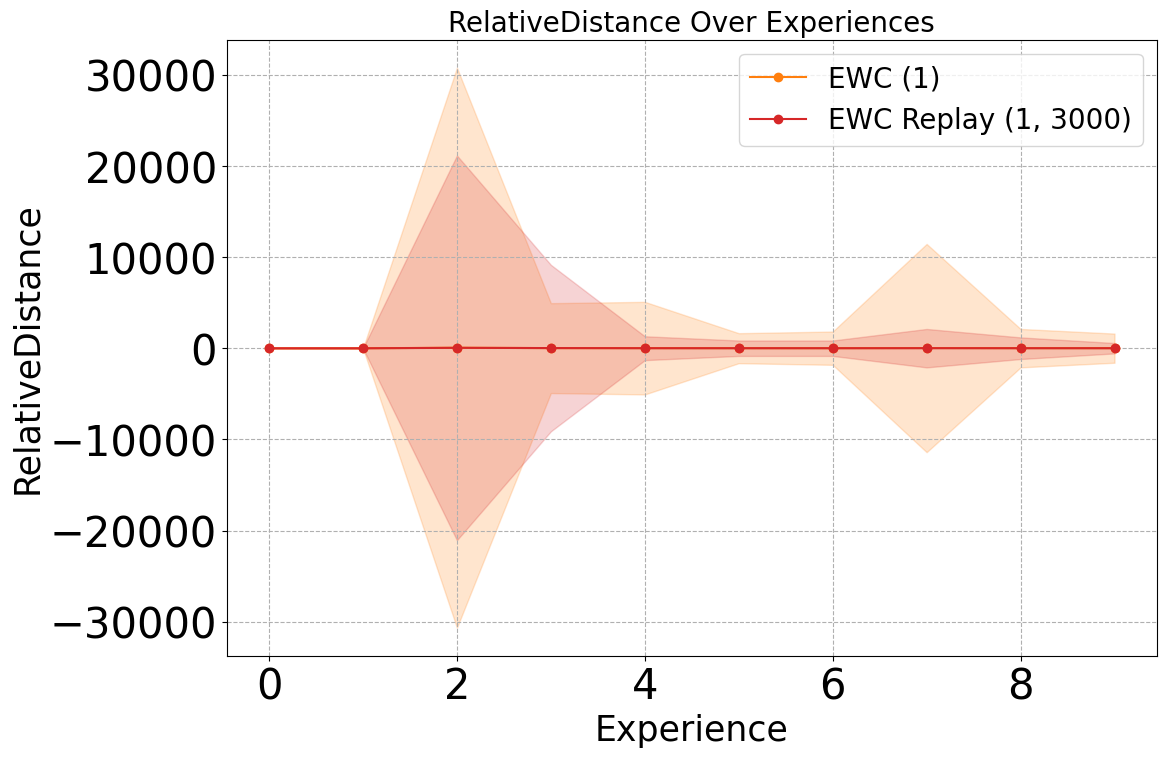 RelativeDistance Over Experiences
EWC (1)
EWC Replay (1, 3000)
30000
20000
10000
0
−10000
−20000
−30000
RelativeDistance
0 2 4 6 8
Experience